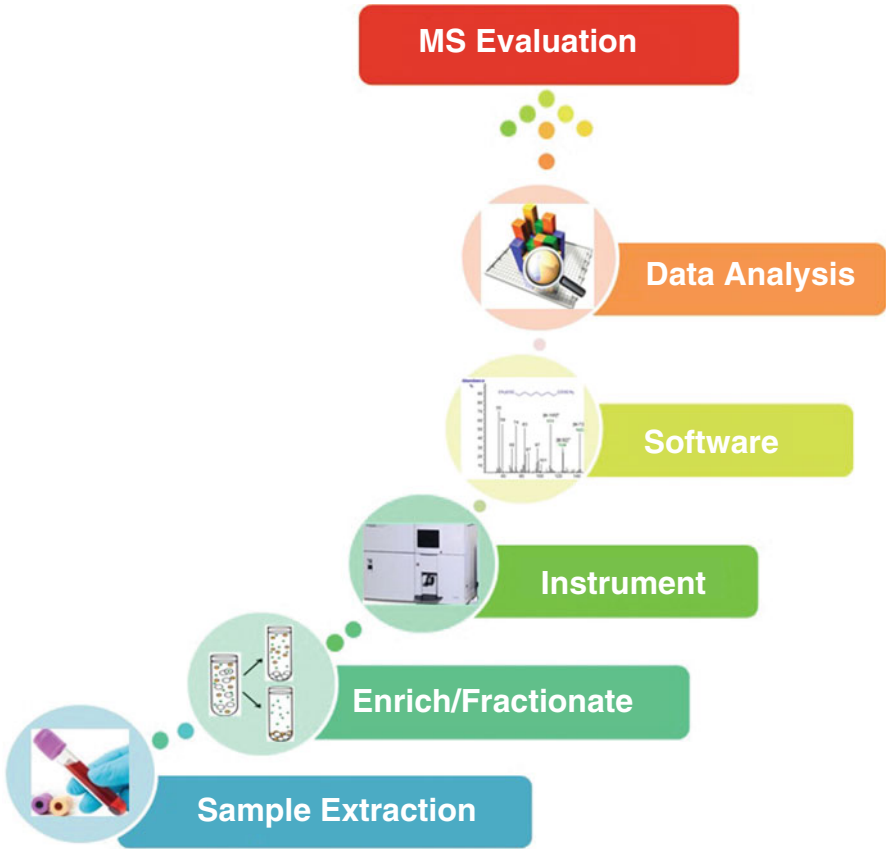 MS Evaluation
Data Analysis
Software
Instrument
Enrich/Fractionate
Sample Extraction